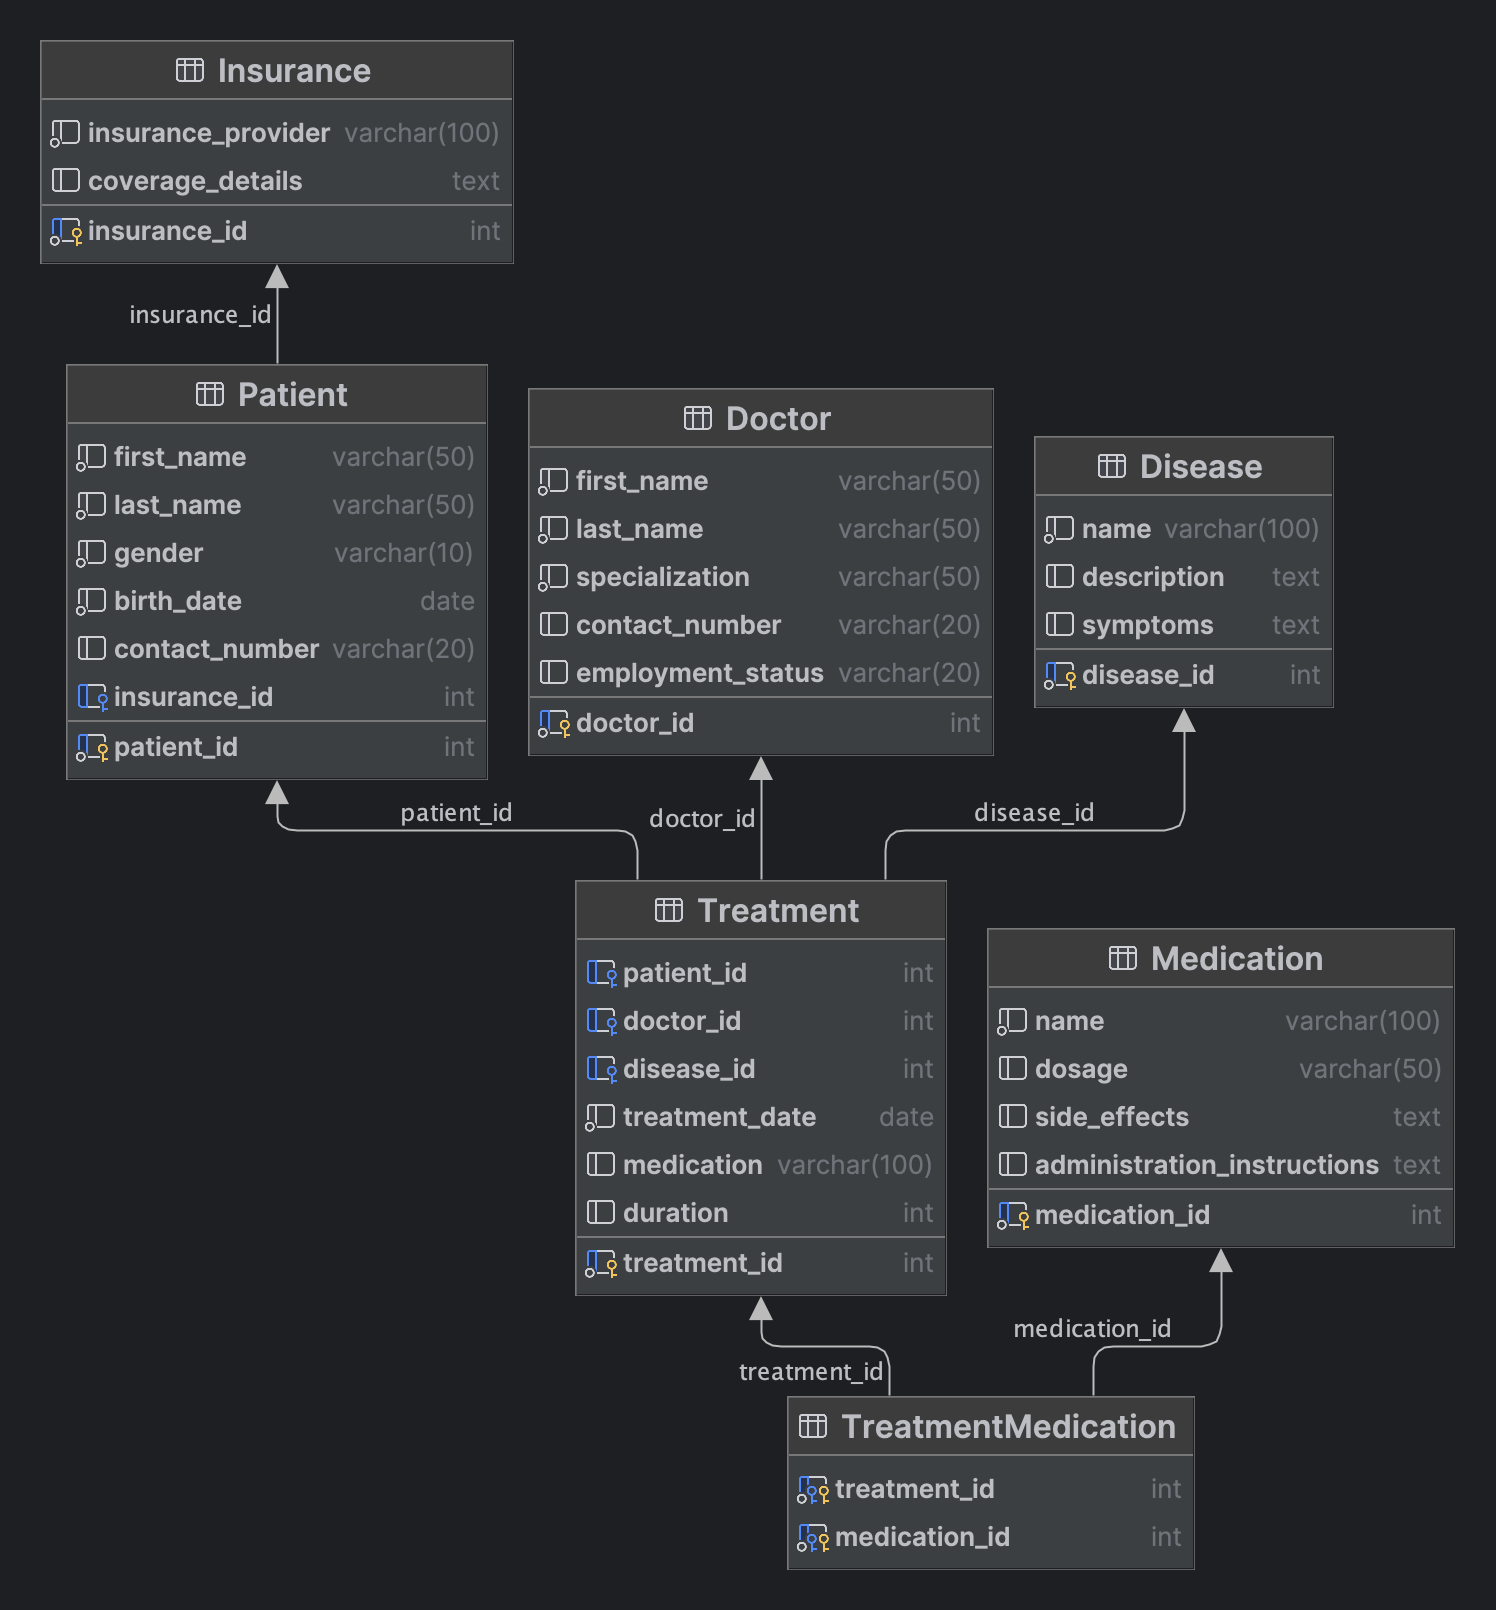 Insurance
insurance_provider varchar(100)
coverage_details text
insurance_id int
insurance_id
Patient
first_name varchar(50)
last_name varchar(50)
gender varchar(10)
birth_date date
contact_number varchar(20)
insurance_id int
patient_id int
Doctor
first_name varchar(50)
last_name varchar(50)
specialization varchar(50)
contact_number varchar(20)
employment_status varchar(20)
doctor_id int
Disease
name varchar(100)
description text
symptoms text
disease_id int
patient_id
doctor_id
disease_id
Treatment
patient_id int
doctor_id int
disease_id int
treatment_date date
medication varchar(100)
duration int
treatment_id int
Medication
name varchar(100)
dosage varchar(50)
side_effects text
administration_instructions text
medication_id int
treatment_id
medication_id
TreatmentMedication
treatment_id int
medication_id int